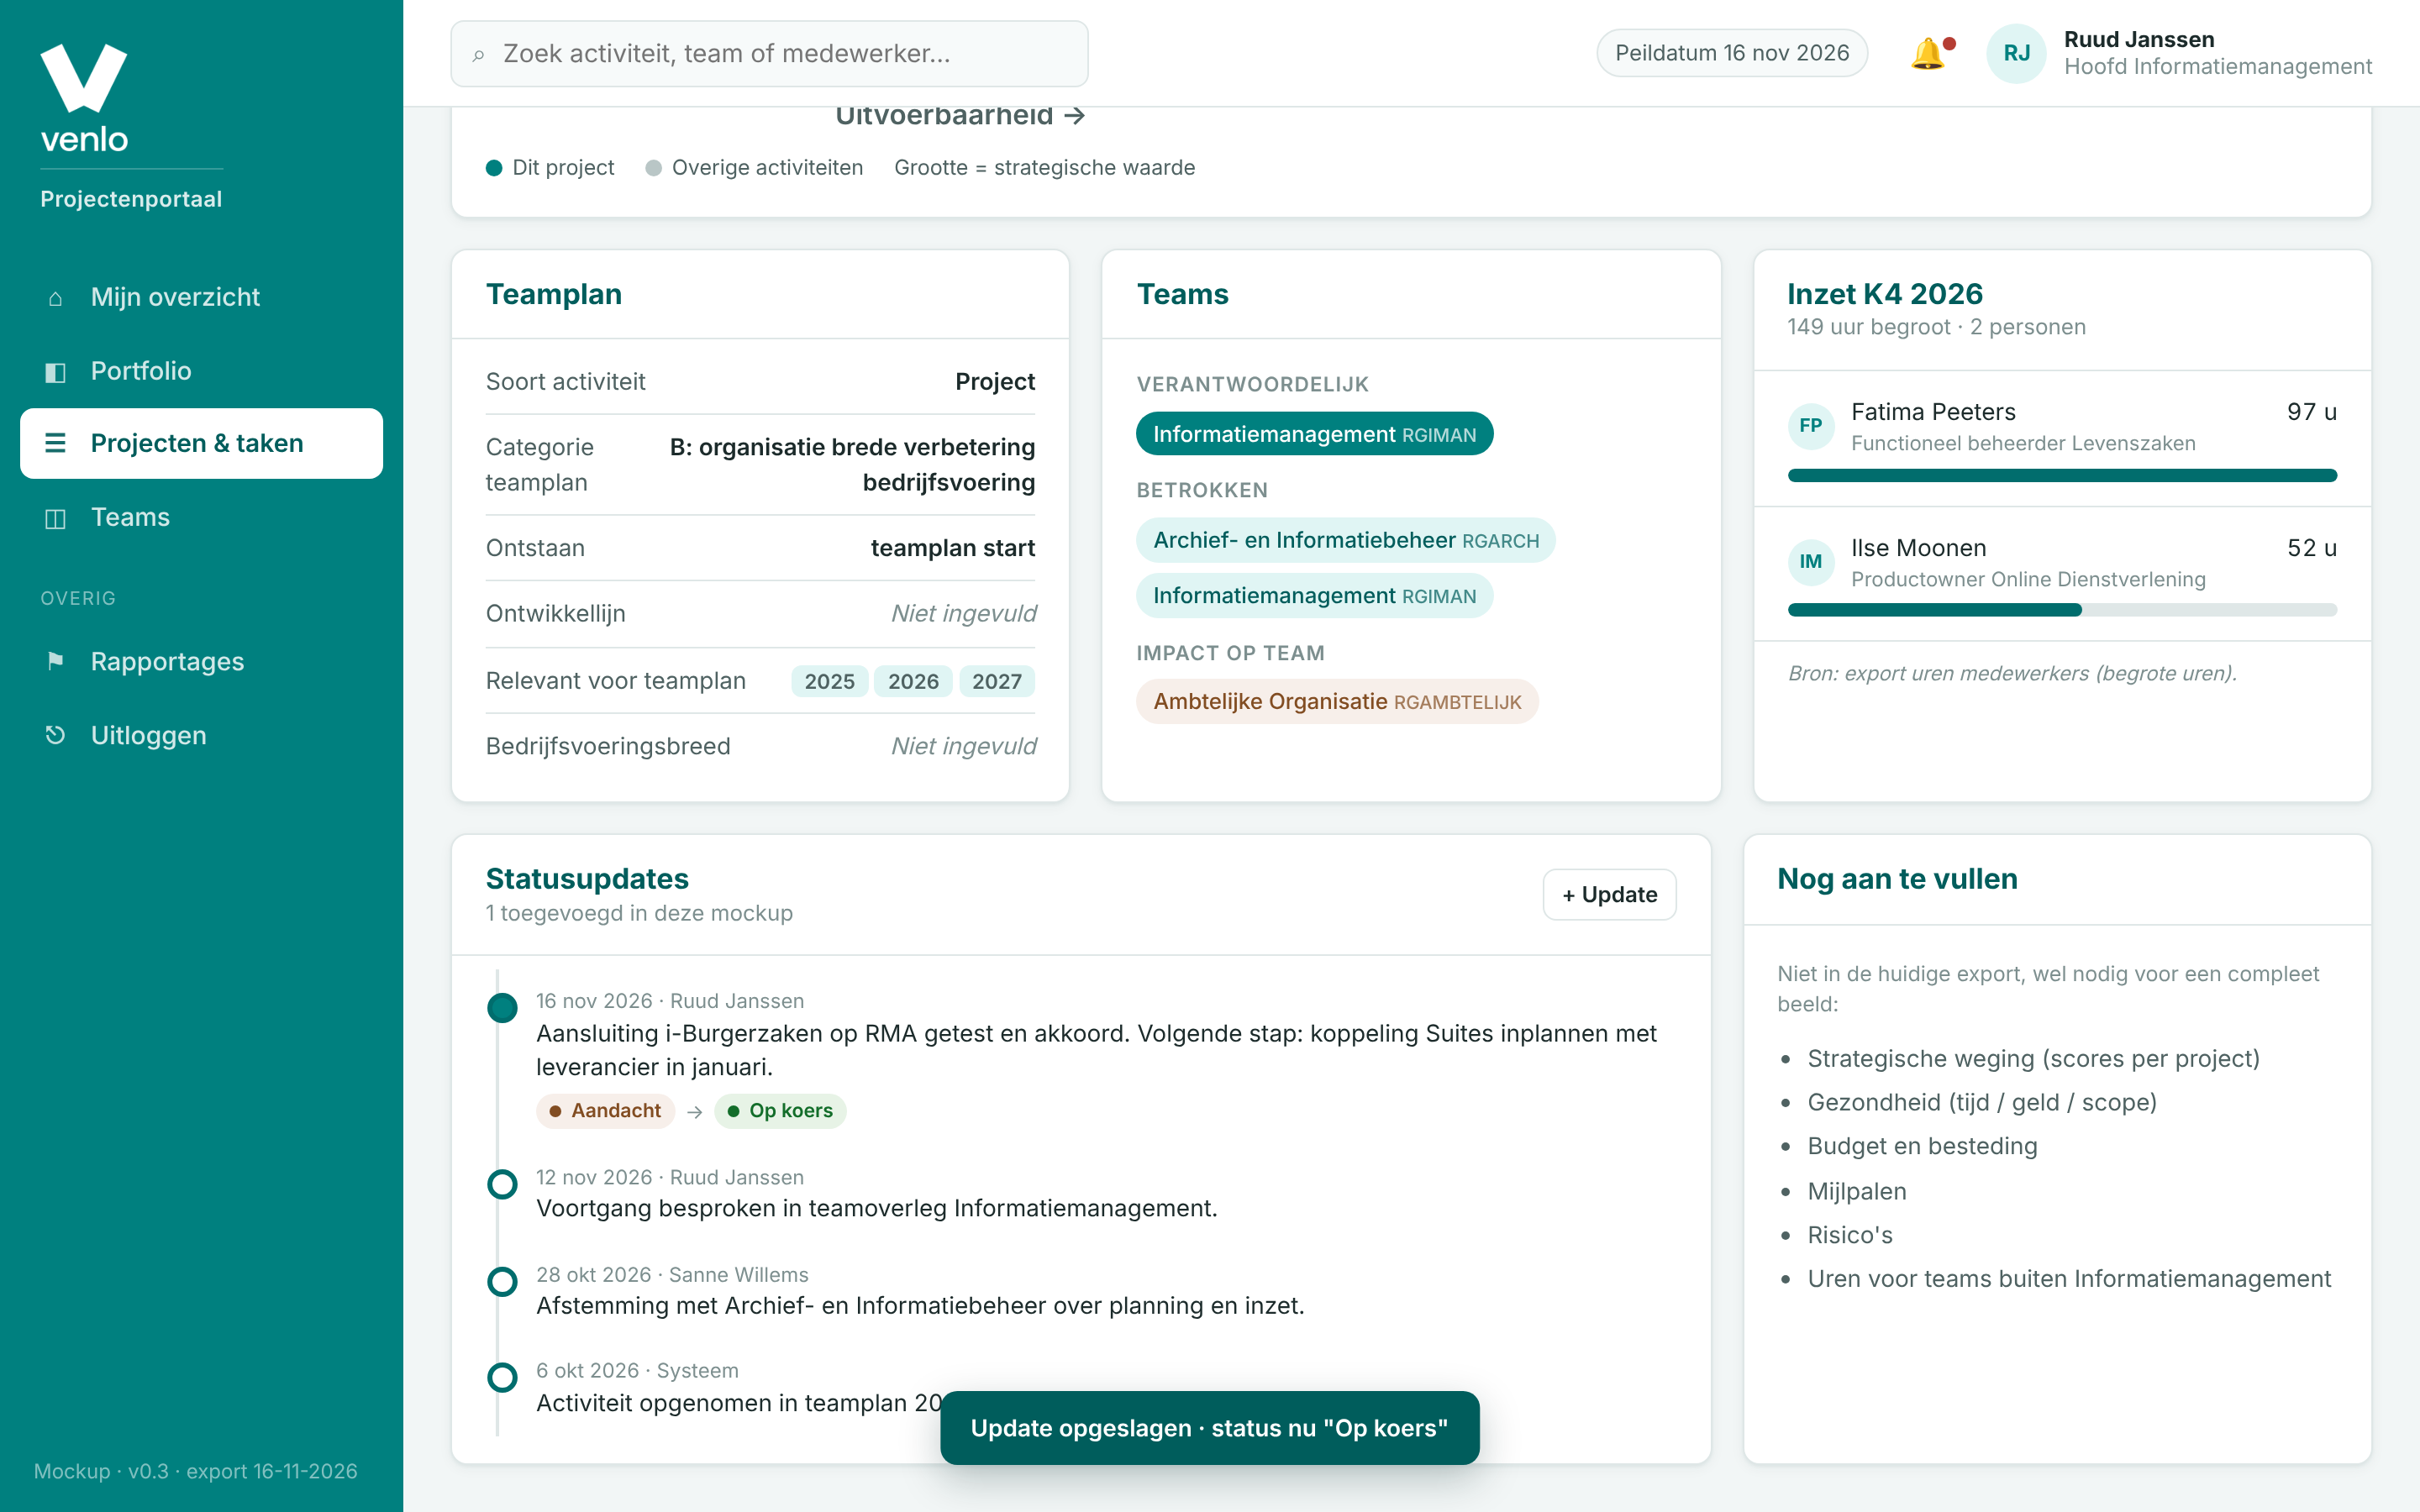 venlo
Projectenportaal
Mijn overzicht
Portfolio
Projecten & taken
Teams
OVERIG
Rapportages
Uitloggen
Mockup · v0.3 · export 16-11-2026
Zoek activiteit, team of medewerker...
Peildatum 16 nov 2026
RJ
Ruud Janssen
Hoofd Informatiemanagement
Uitvoerbaarheid →
Dit project
Overige activiteiten
Grootte = strategische waarde
Teamplan
Soort activiteit
Project
Categorie teamplan
B: organisatie brede verbetering
bedrijfsvoering
Ontstaan
teamplan start
Ontwikkellijn
Niet ingevuld
Relevant voor teamplan
2025 2026 2027
Bedrijfsvoeringsbreed
Niet ingevuld
Teams
VERANTWOORDELIJK
Informatiemanagement RGIMAN
BETROKKEN
Archief- en Informatiebeheer RGARCH
Informatiemanagement RGIMAN
IMPACT OP TEAM
Ambtelijke Organisatie RGAMBTELIJK
Inzet K4 2026
149 uur begroot · 2 personen
FP
Fatima Peeters
97 u
Functioneel beheerder Levenszaken
IM
Ilse Moonen
52 u
Productowner Online Dienstverlening
Bron: export uren medewerkers (begrote uren).
Statusupdates
1 toegevoegd in deze mockup
+ Update
16 nov 2026 · Ruud Janssen
Aansluiting i-Burgerzaken op RMA getest en akkoord. Volgende stap: koppeling Suites inplannen met
leverancier in januari.
Aandacht → Op koers
12 nov 2026 · Ruud Janssen
Voortgang besproken in teamoverleg Informatiemanagement.
28 okt 2026 · Sanne Willems
Afstemming met Archief- en Informatiebeheer over planning en inzet.
6 okt 2026 · Systeem
Activiteit opgenomen in teamplan 20
Update opgeslagen · status nu "Op koers"
Nog aan te vullen
Niet in de huidige export, wel nodig voor een compleet
beeld:
• Strategische weging (scores per project)
• Gezondheid (tijd / geld / scope)
• Budget en besteding
• Mijlpalen
• Risico's
• Uren voor teams buiten Informatiemanagement